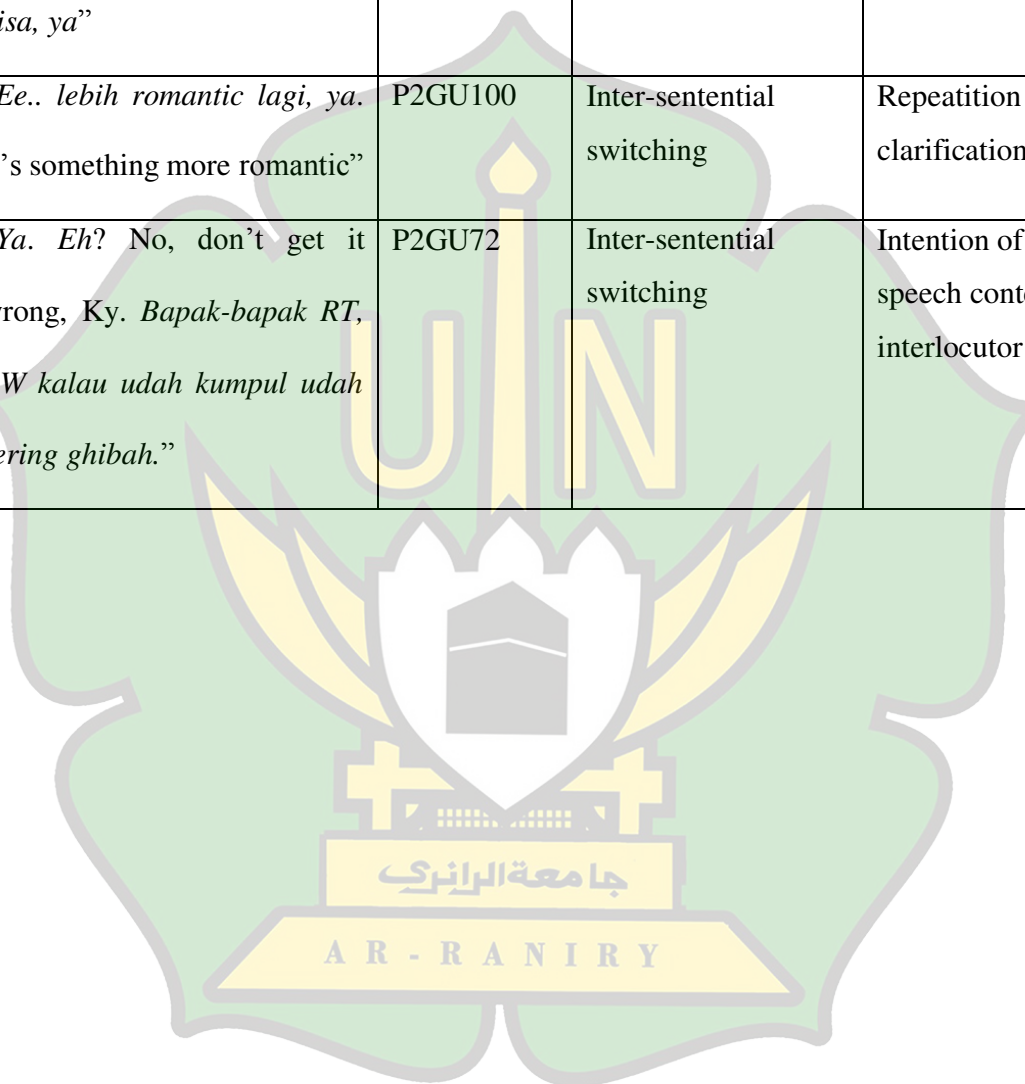 isa, ya”
Ee.. lebih romantic lagi, ya. P2GU100 Inter-sentential Repeatition
’s something more romantic” switching clarification
Ya. Eh? No, don’t get it P2GU72 Inter-sentential Intention of
wrong, Ky. Bapak-bapak RT, switching speech cont
W kalau udah kumpul udah interlocutor
ering ghibah.”
UIN
جامعة الرانري
AR-RANIRY